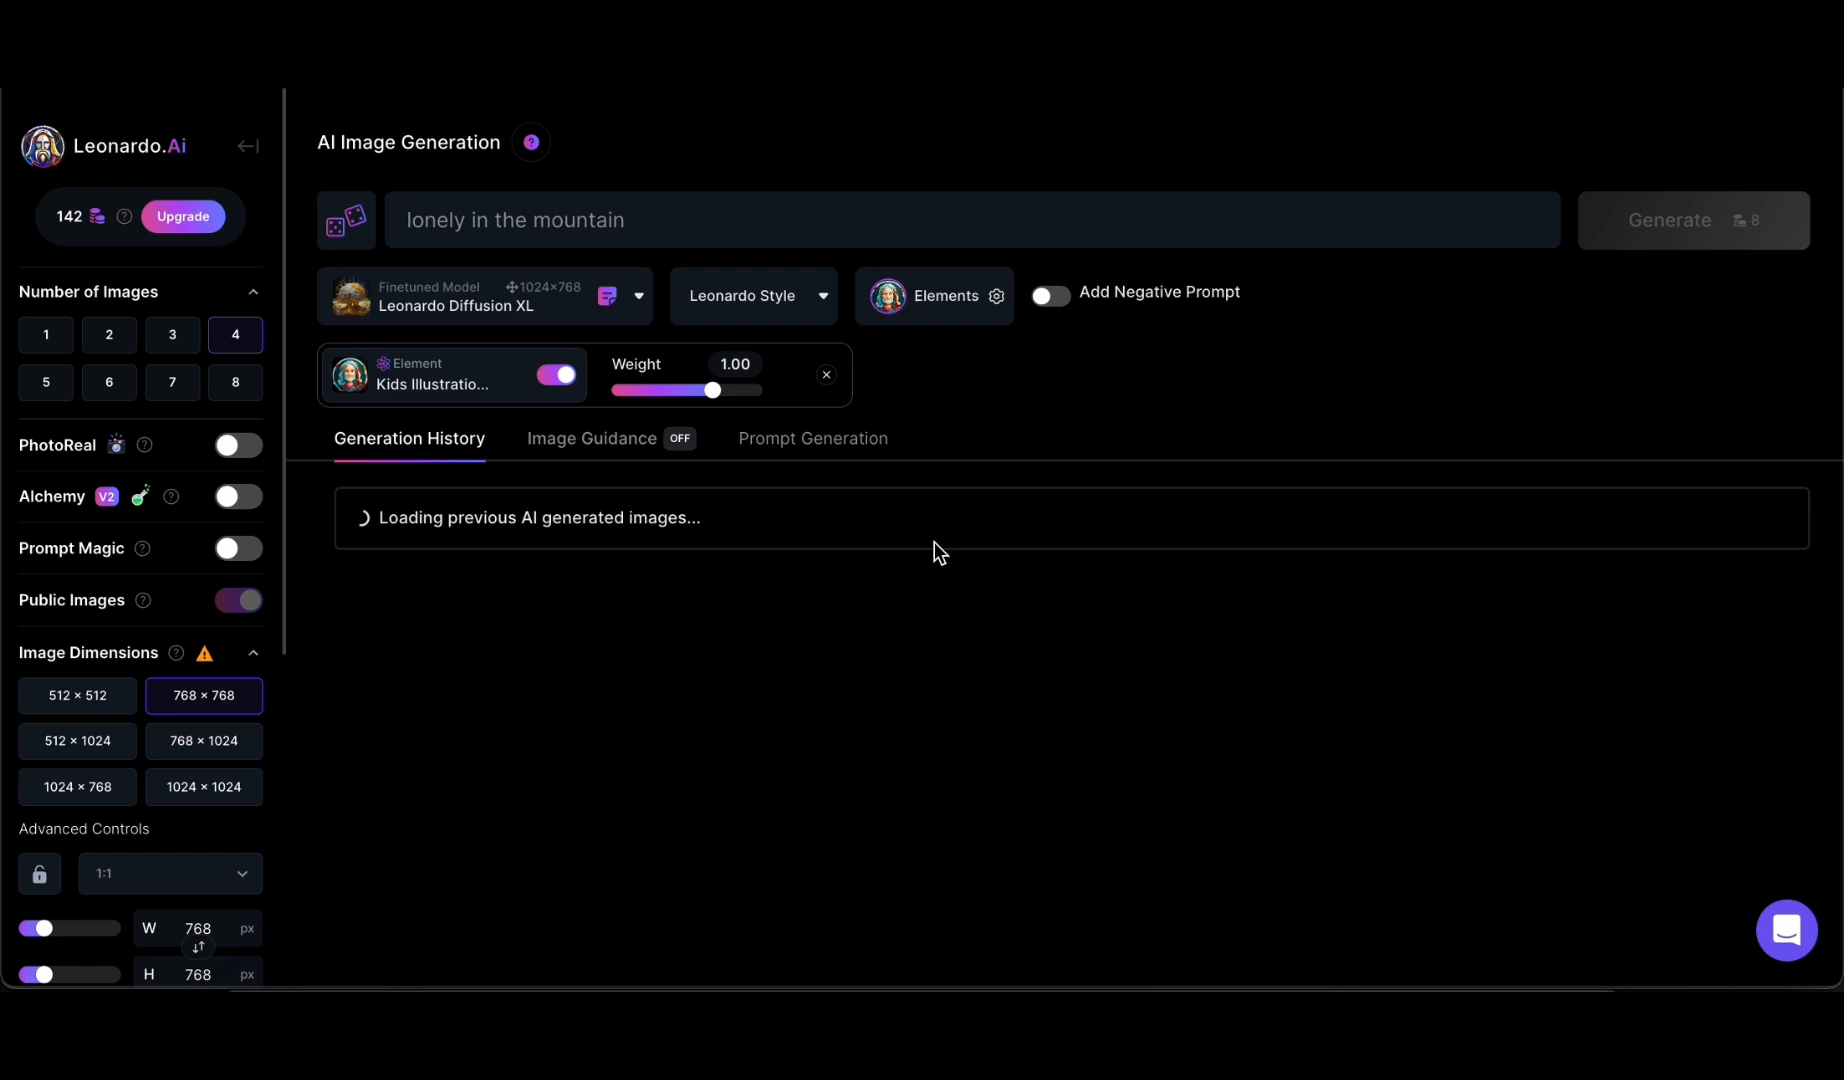 Leonardo.Ai
142 Upgrade
Number of Images
1 2 3 4
5 6 7 8
PhotoReal
Alchemy V2
Prompt Magic
Public Images
Image Dimensions
512 × 512 768 × 768
512 × 1024 768 × 1024
1024 × 768 1024 × 1024
Advanced Controls
1:1
W 768 px
H 768 px
AI Image Generation ?
lonely in the mountain
Generate 8
Finetuned Model 1024×768
Leonardo Diffusion XL
Leonardo Style
Elements
Add Negative Prompt
Element
Kids Illustratio...
Weight 1.00
Generation History Image Guidance OFF Prompt Generation
Loading previous AI generated images...